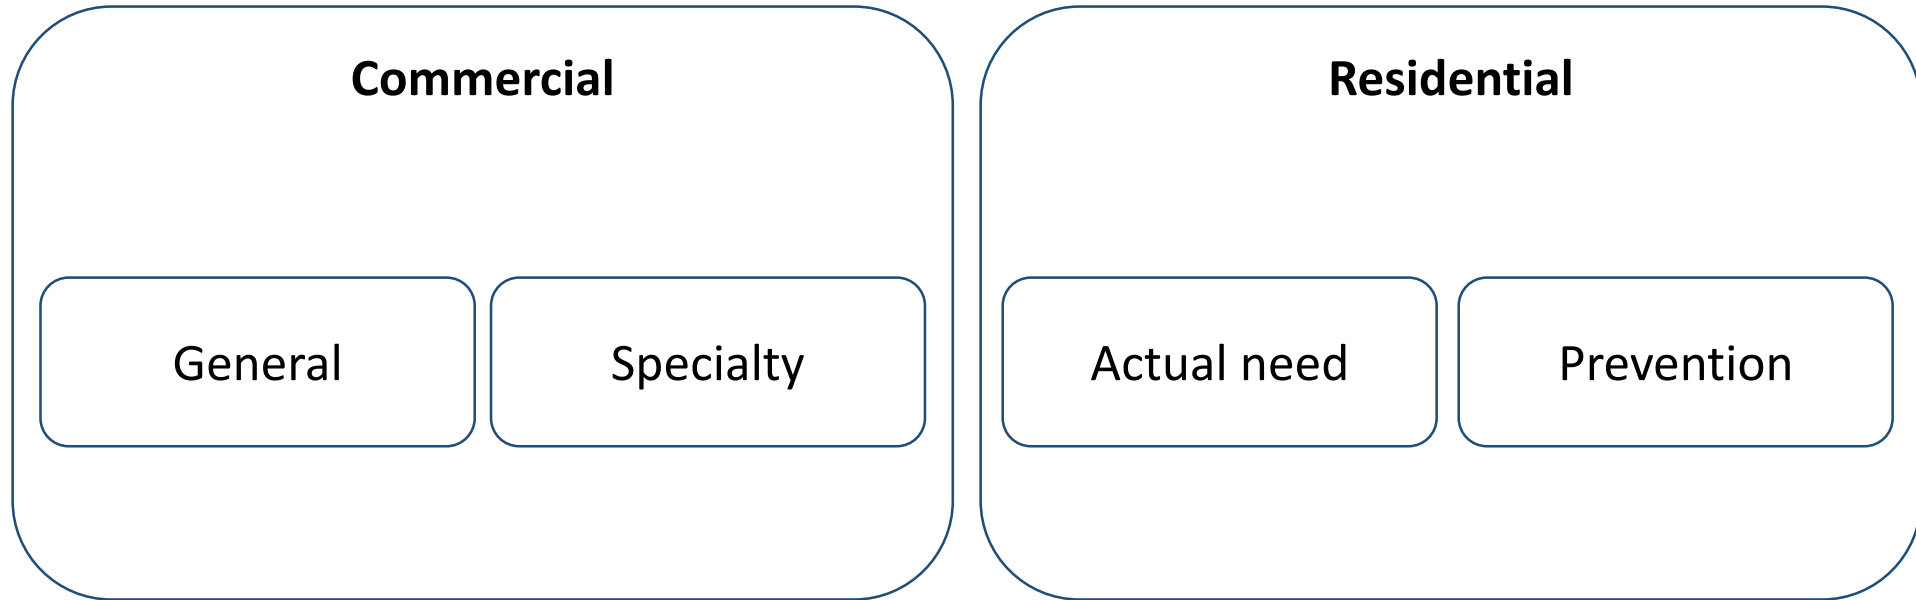 Commercial
General
Specialty
Residential
Actual need
Prevention